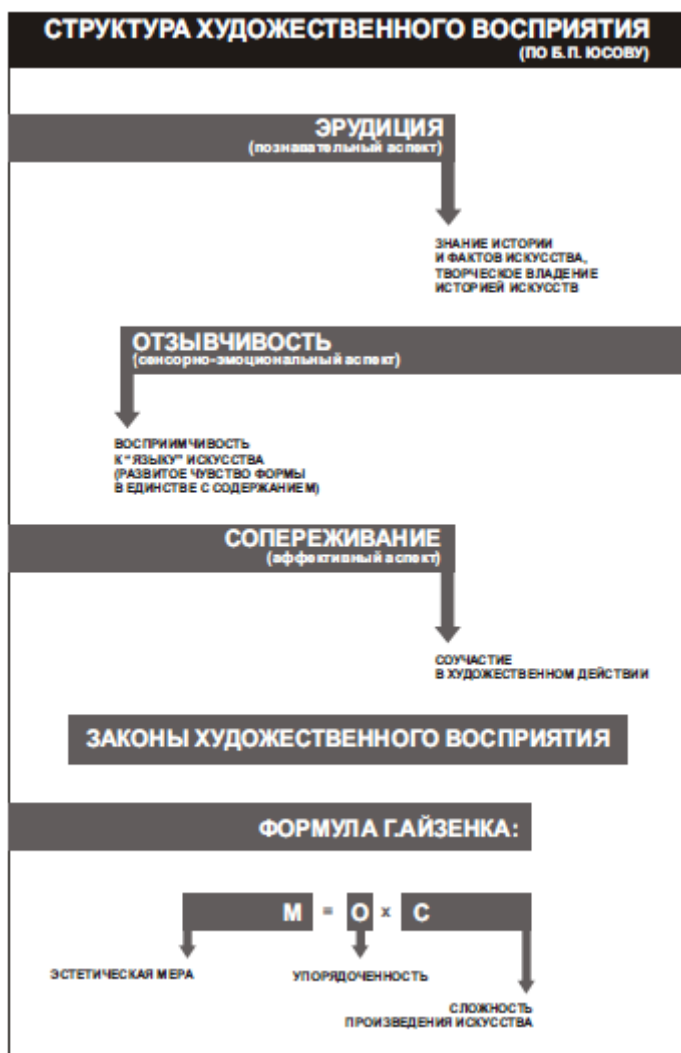 СТРУКТУРА ХУДОЖЕСТВЕННОГО ВОСПРИЯТИЯ
(ПО Б.П. ЮСОВУ)
ЭРУДИЦИЯ
(познавательный аспект)
ЗНАНИЕ ИСТОРИИ
И ФАКТОВ ИСКУССТВА,
ТВОРЧЕСКОЕ ВЛАДЕНИЕ
ИСТОРИЕЙ ИСКУССТВ
ОТЗЫВЧИВОСТЬ
(сенсорно-эмоциональный аспект)
ВОСПРИИМЧИВОСТЬ
К "ЯЗЫКУ" ИСКУССТВА
(РАЗВИТОЕ ЧУВСТВО ФОРМЫ
В ЕДИНСТВЕ С СОДЕРЖАНИЕМ)
СОПЕРЕЖИВАНИЕ
(аффективный аспект)
СОУЧАСТИЕ
В ХУДОЖЕСТВЕННОМ ДЕЙСТВИИ
ЗАКОНЫ ХУДОЖЕСТВЕННОГО ВОСПРИЯТИЯ
ФОРМУЛА Г.АЙЗЕНКА:
М = О х С
ЭСТЕТИЧЕСКАЯ МЕРА
УПОРЯДОЧЕННОСТЬ
СЛОЖНОСТЬ
ПРОИЗВЕДЕНИЯ ИСКУССТВА